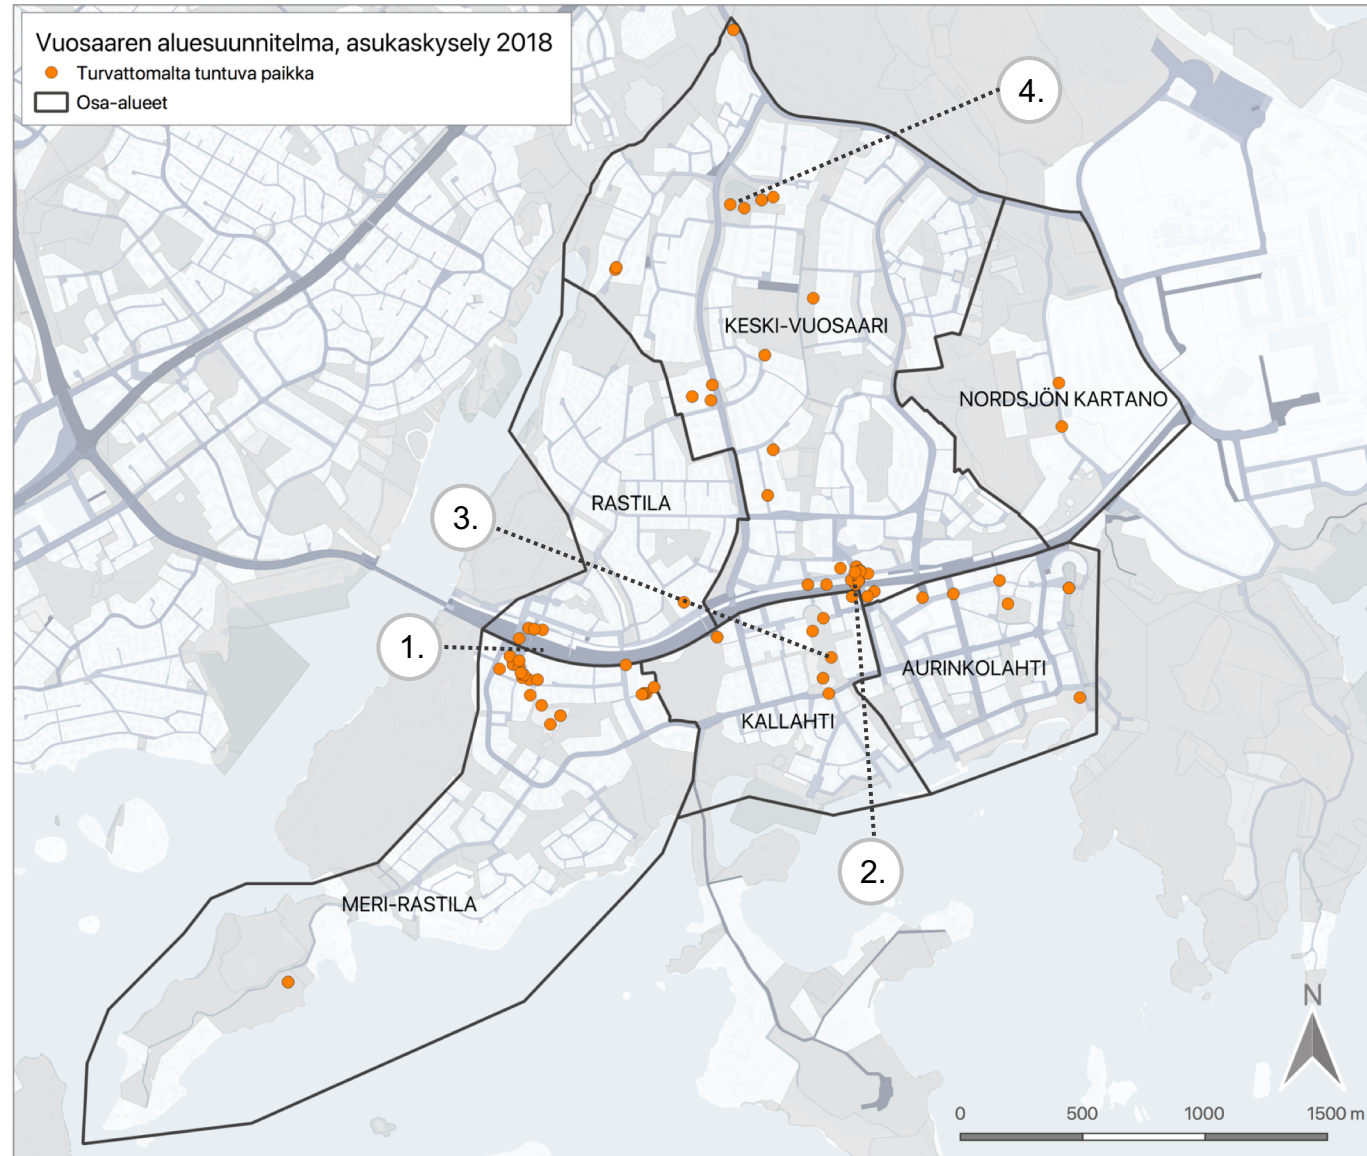 Vuosaaren aluesuunnitelma, asukaskysely 2018
Turvattomalta tuntuva paikka
Osa-alueet
4.
KESKI-VUOSAARI
NORDSJÖN KARTANO
RASTILA
3.
1.
AURINKOLAHTI
KALLAHTI
2.
MERI-RASTILA
N
0 500 1000 1500 m